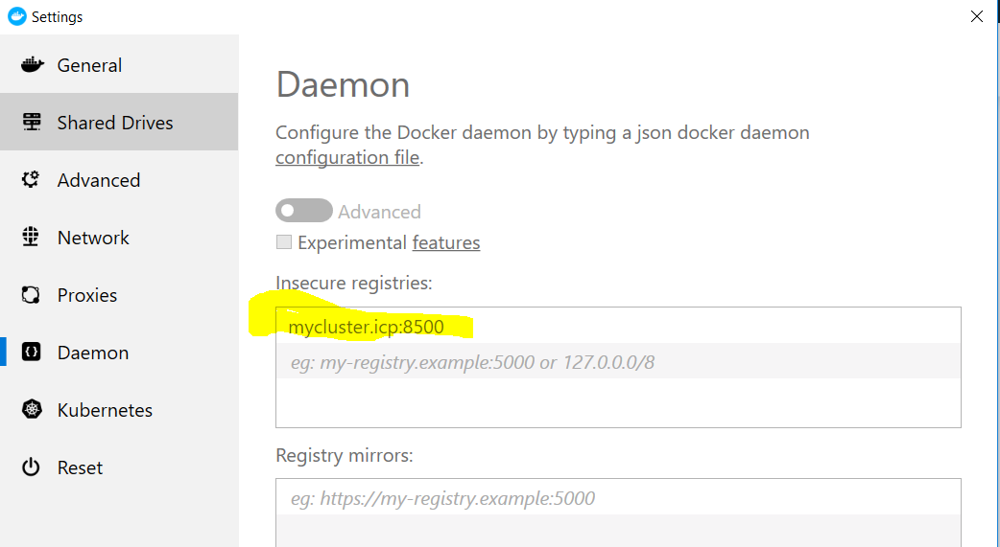 Settings
General
Shared Drives
Advanced
Network
Proxies
Daemon
Kubernetes
Reset
Daemon
Configure the Docker daemon by typing a json docker daemon
configuration file.
Advanced
Experimental features
Insecure registries:
mycluster.icp:8500
eg: my-registry.example:5000 or 127.0.0.0/8
Registry mirrors:
eg: https://my-registry.example:5000